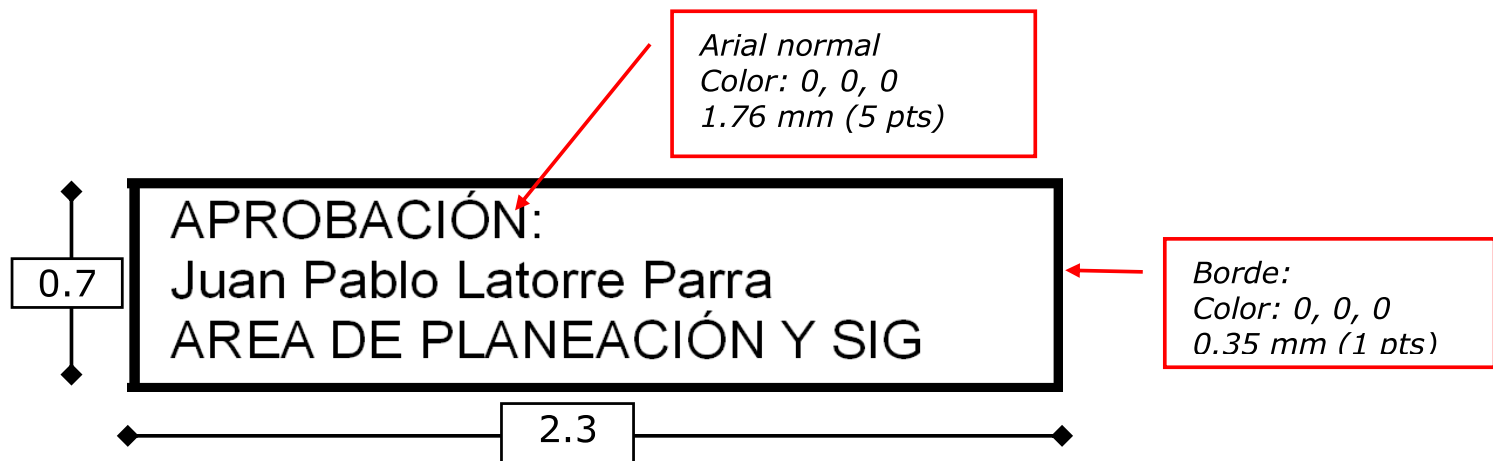 Arial normal
Color: 0, 0, 0
1.76 mm (5 pts)
APROBACIÓN:
Juan Pablo Latorre Parra
AREA DE PLANEACIÓN Y SIG
0.7
Borde:
Color: 0, 0, 0
0.35 mm (1 pts)
2.3